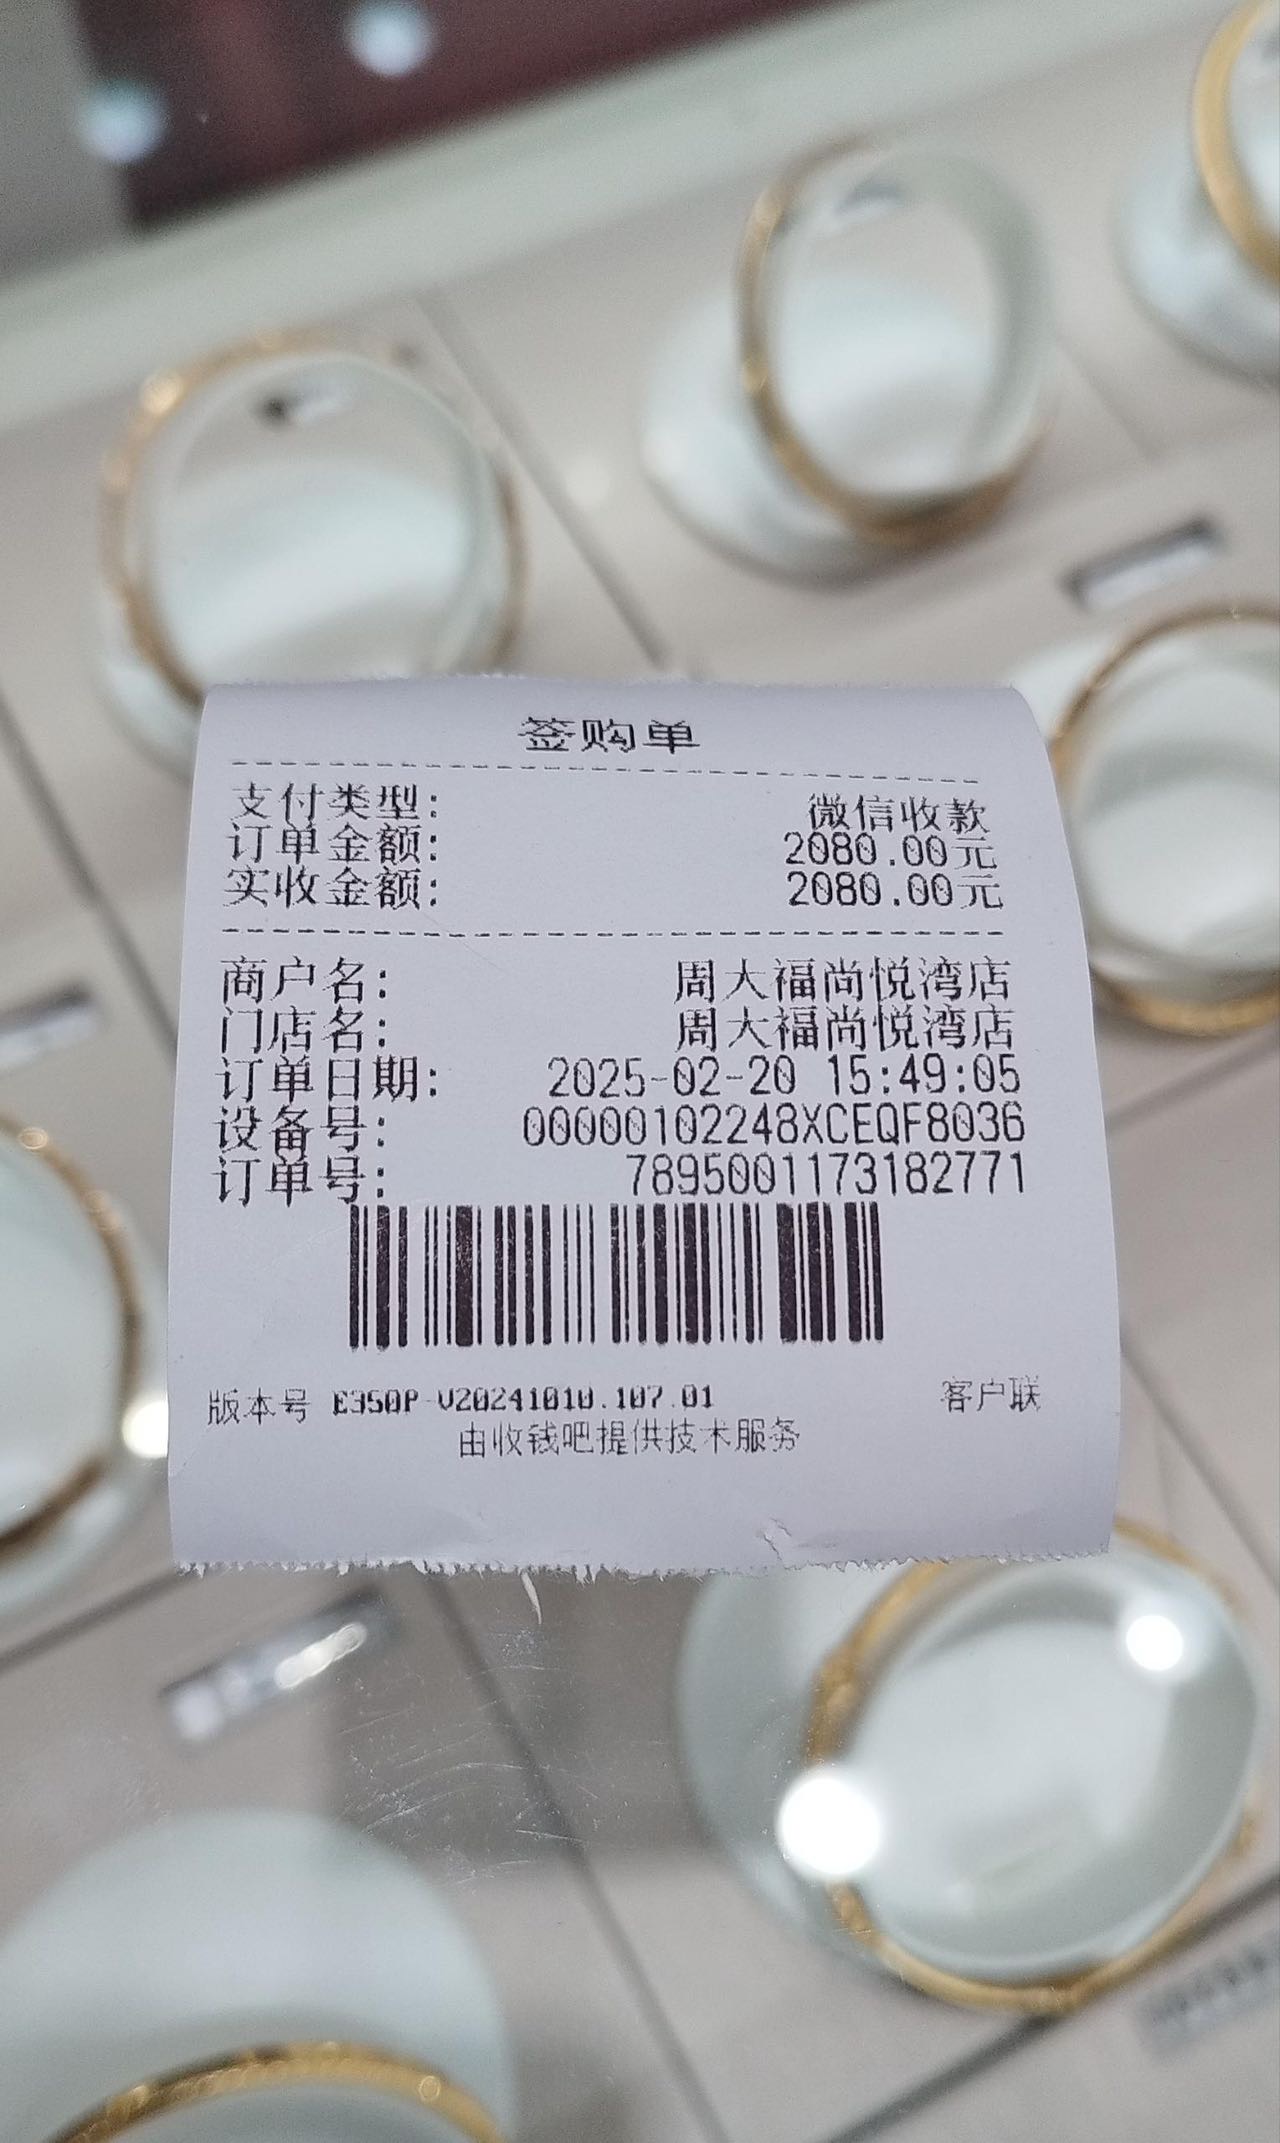 签购单
支付类型: 微信收款
订单金额: 2080.00元
实收金额: 2080.00元
商户名: 周大福尚悦湾店
门店名: 周大福尚悦湾店
订单日期: 2025-02-20 15:49:05
设备号: 00000102248XCEQF8036
订单号: 7895001173182771
版本号 E350P-V20241010.107.01 客户联
由收钱吧提供技术服务